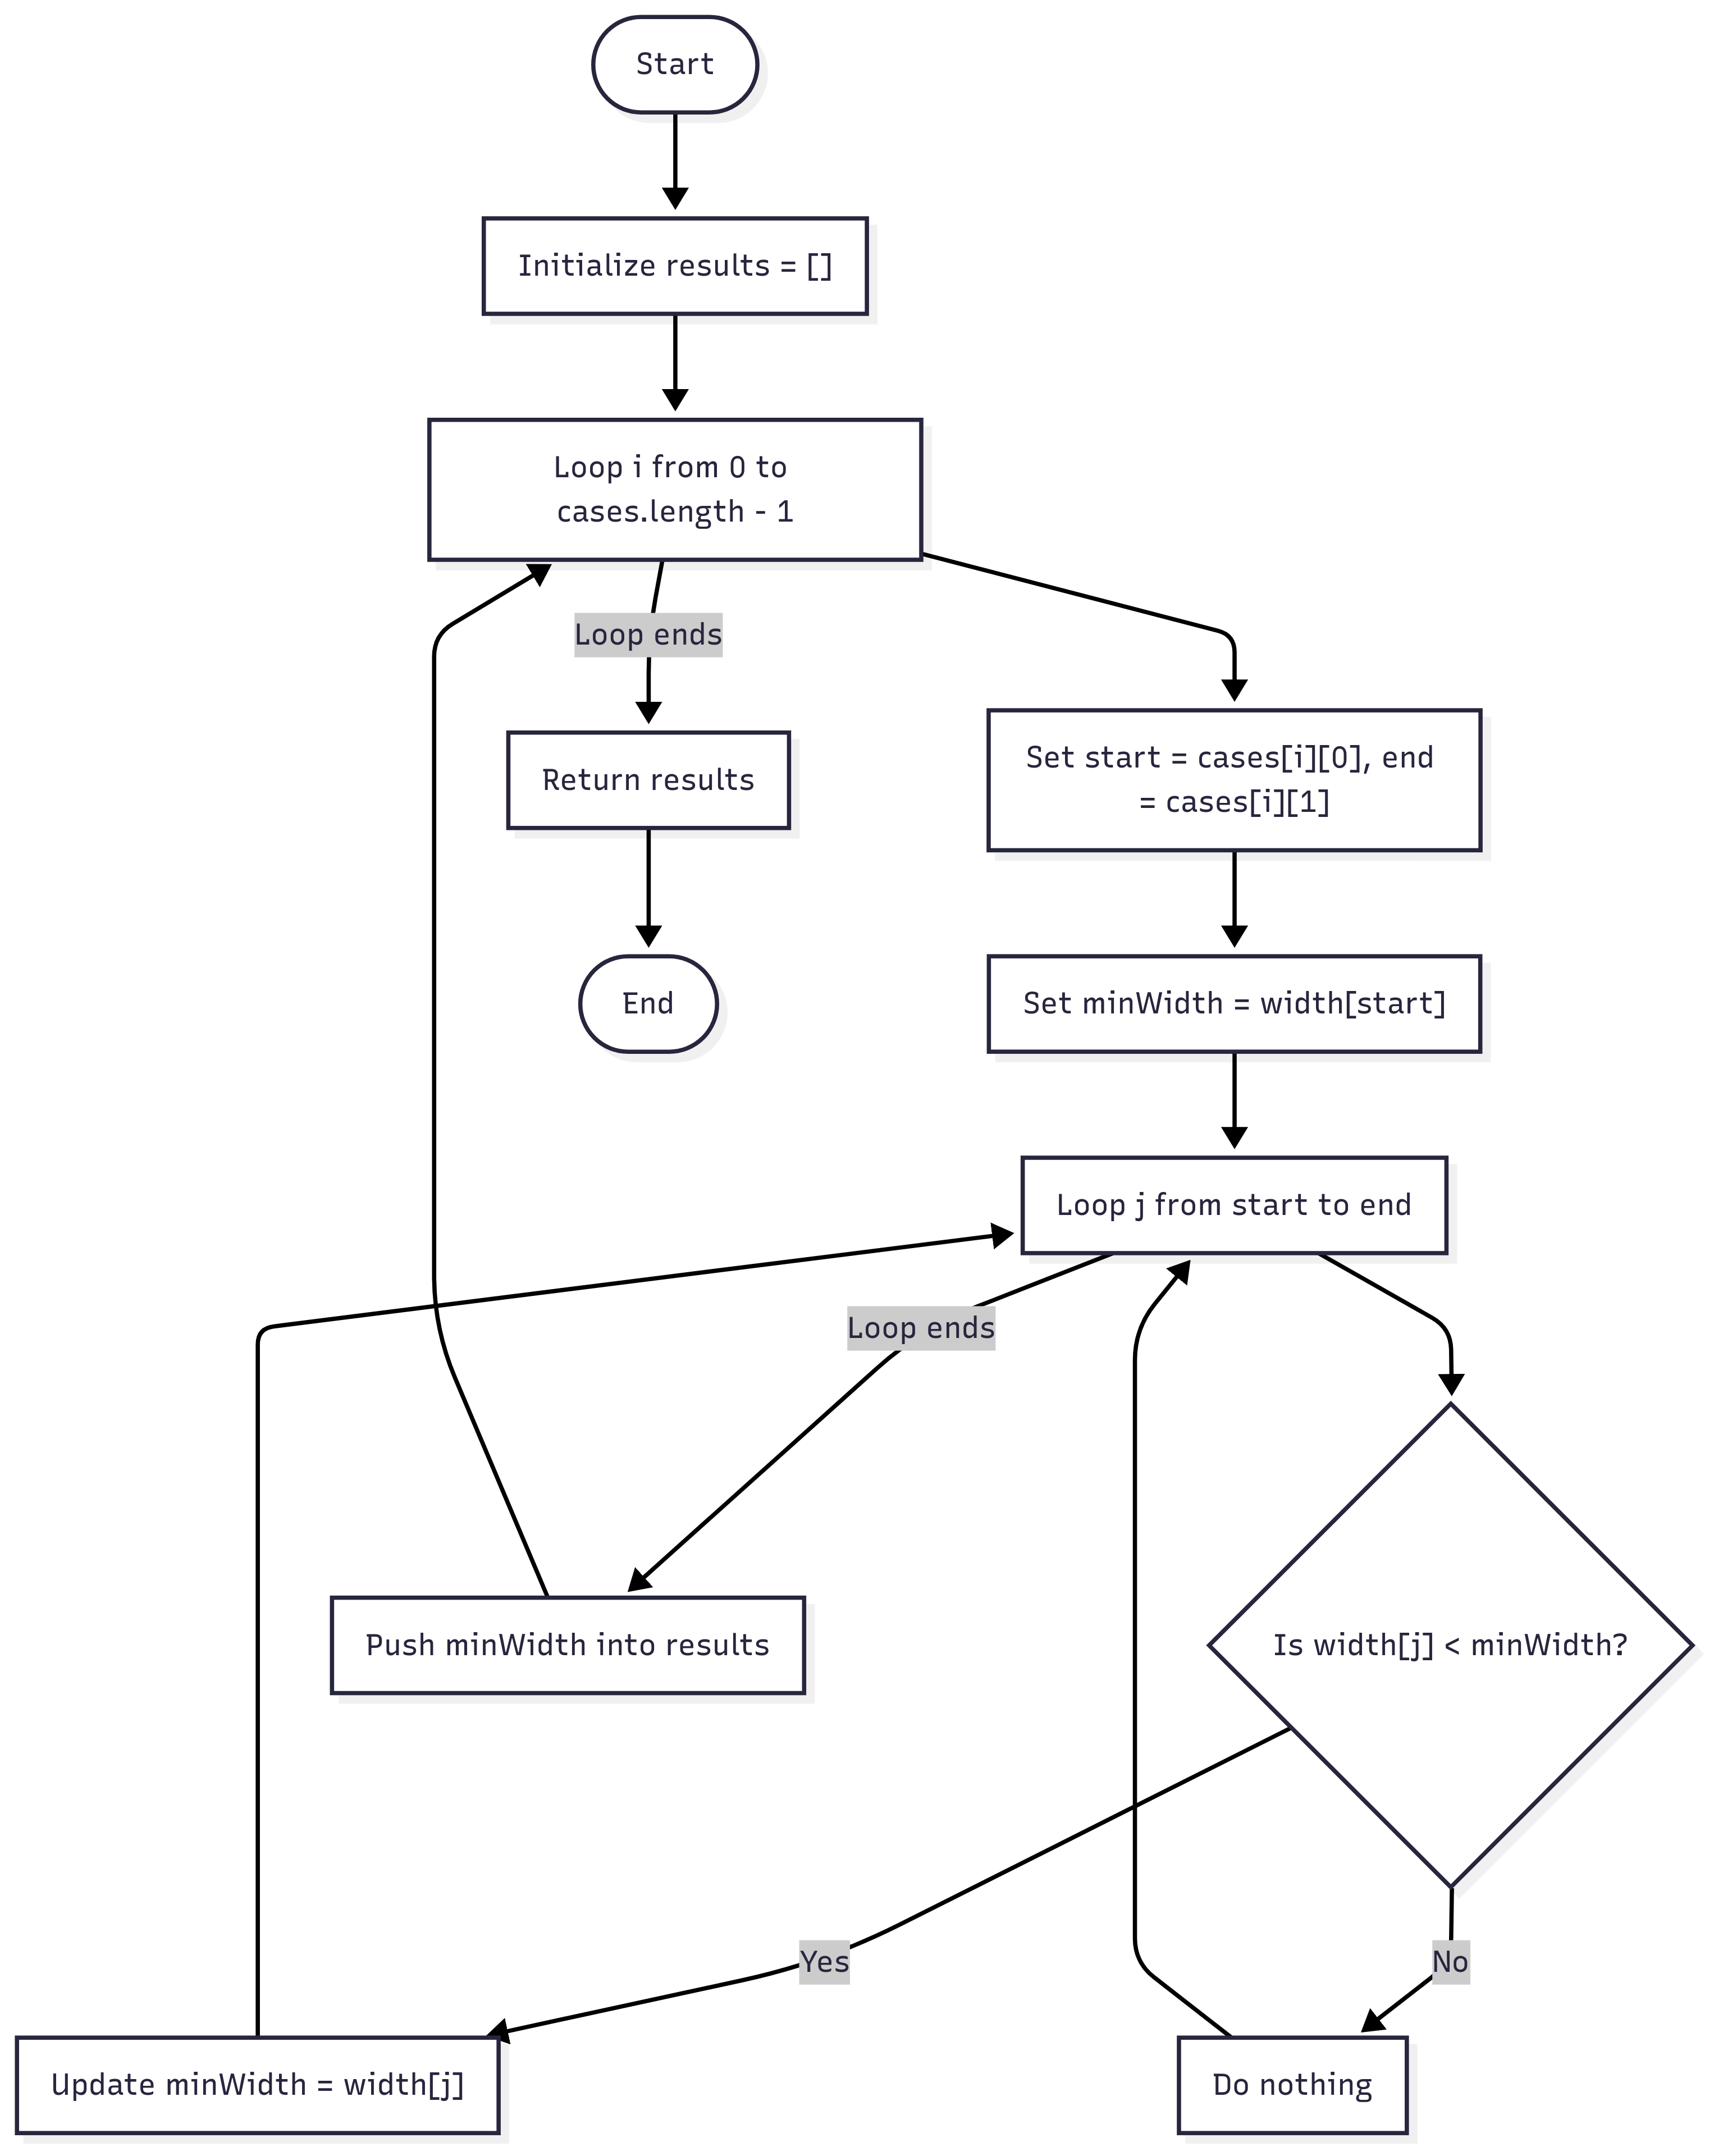 Start
Initialize results = []
Loop i from 0 to
cases.length - 1
Loop ends
Return results
Set start = cases[i][0], end
= cases[i][1]
End
Set minWidth = width[start]
Loop j from start to end
Loop ends
Push minWidth into results
Is width[j] < minWidth?
Yes
No
Update minWidth = width[j]
Do nothing